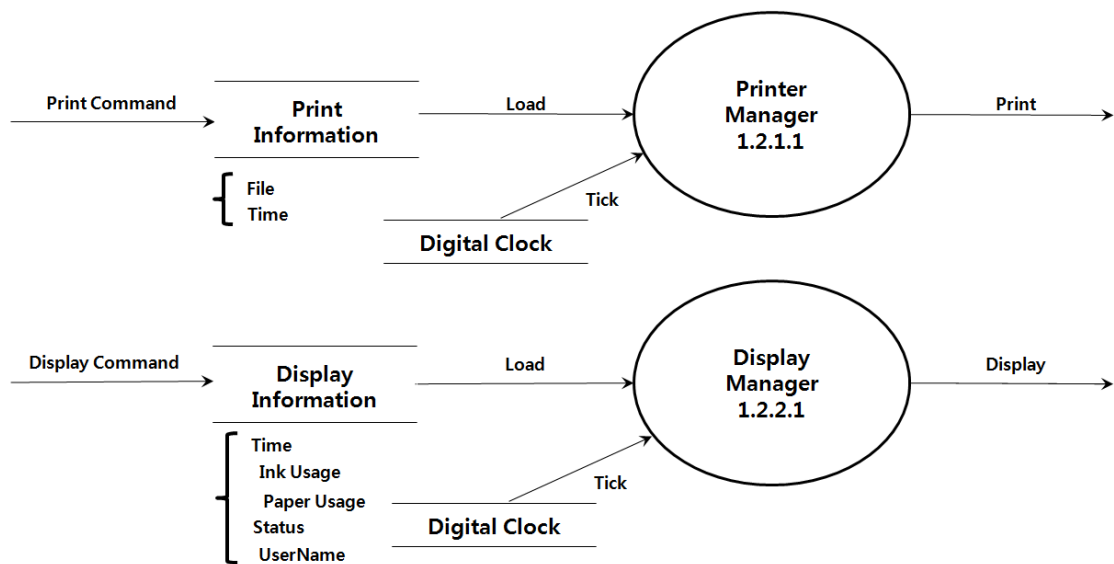 Print Command
Print
Information
Load
Printer
Manager
1.2.1.1
Print
File
Time
Tick
Digital Clock
Display Command
Display
Information
Load
Display
Manager
1.2.2.1
Display
Time
Ink Usage
Paper Usage
Status
UserName
Tick
Digital Clock